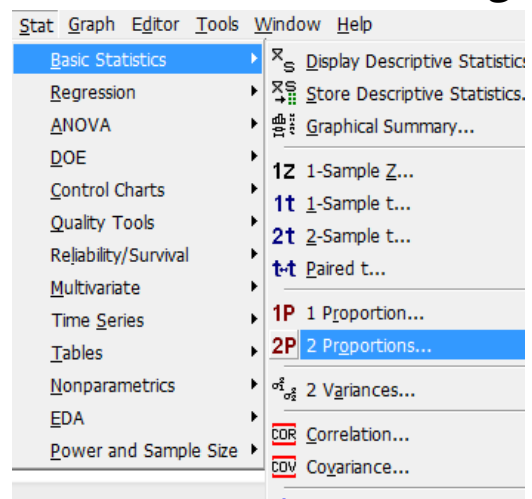 Stat Graph Editor Tools Window Help
Basic Statistics
Regression
ANOVA
DOE
Control Charts
Quality Tools
Reliability/Survival
Multivariate
Time Series
Tables
Nonparametrics
EDA
Power and Sample Size
Display Descriptive Statistics
Store Descriptive Statistics.
Graphical Summary...
1Z 1-Sample Z...
1t 1-Sample t...
2t 2-Sample t...
t-t Paired t...
1P 1 Proportion...
2P 2 Proportions...
2 Variances...
COR Correlation...
COV Covariance...